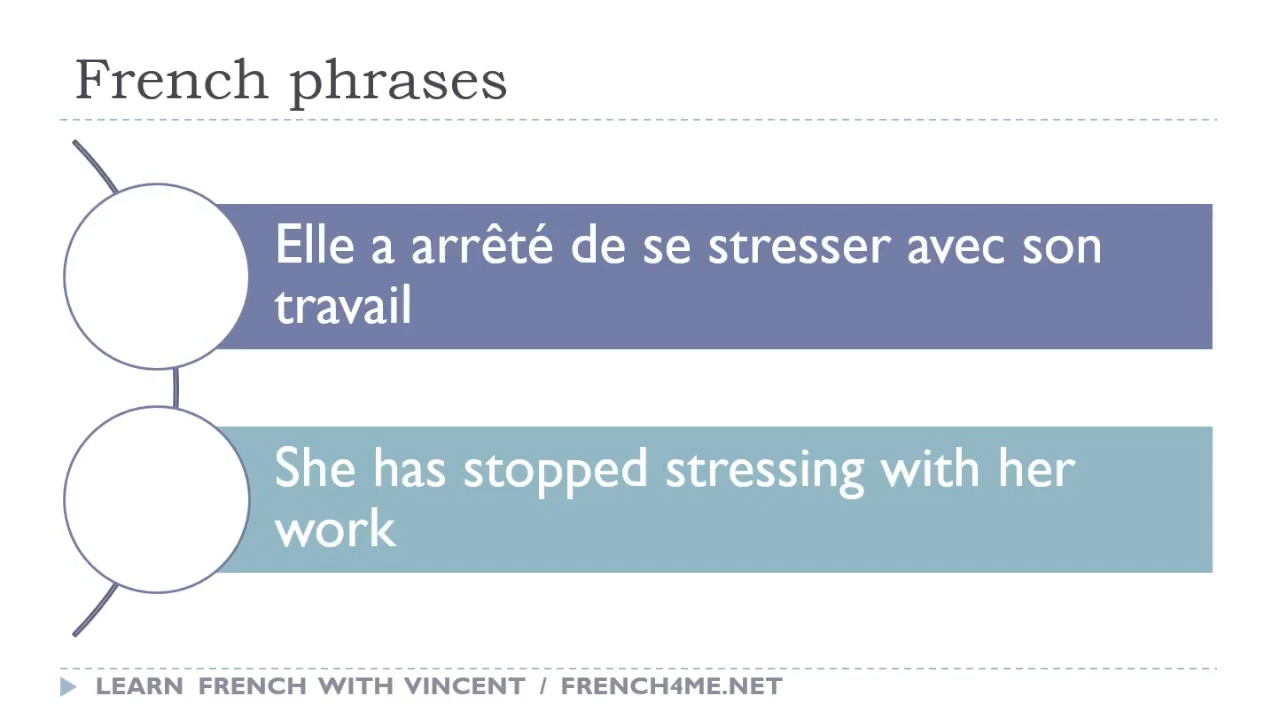 French phrases
Elle a arrêté de se stresser avec son
travail
She has stopped stressing with her
work
LEARN FRENCH WITH VINCENT / FRENCH4ME.NET